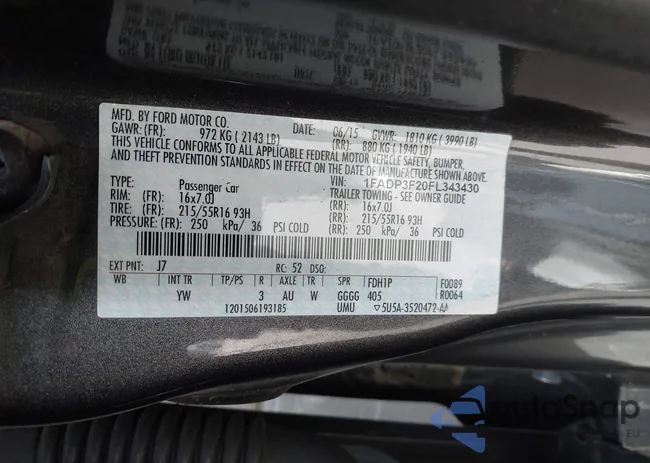 MFD. BY FORD MOTOR CO.
DATE: 06/15 GVWR: 1810 KG ( 3990 LB)
GAWR: (FR): 972 KG ( 2143 LB) (RR): 880 KG ( 1940 LB)
THIS VEHICLE CONFORMS TO ALL APPLICABLE FEDERAL MOTOR VEHICLE SAFETY, BUMPER,
AND THEFT PREVENTION STANDARDS IN EFFECT ON THE DATE OF MANUFACTURE SHOWN ABOVE.
VIN: 1FADP3F20FL343430
TYPE: Passenger Car TRAILER TOWING - SEE OWNER GUIDE
RIM: (FR) 16x7.0J (RR) 16x7.0J
TIRE: (FR) 215/55R16 93H (RR) 215/55R16 93H
PRESSURE: (FR) 250 kPa/ 36 PSI COLD (RR) 250 kPa/ 36 PSI COLD
EXT PNT: J7 RC: 52 DSO: F0089
WB INT TR TP/PS R AXLE TR SPR FDH1P R0064
YW 3 AU W GGGG 405
1201506193185 UMU ▽5U5A-3520472-AA
autoSnap
EU